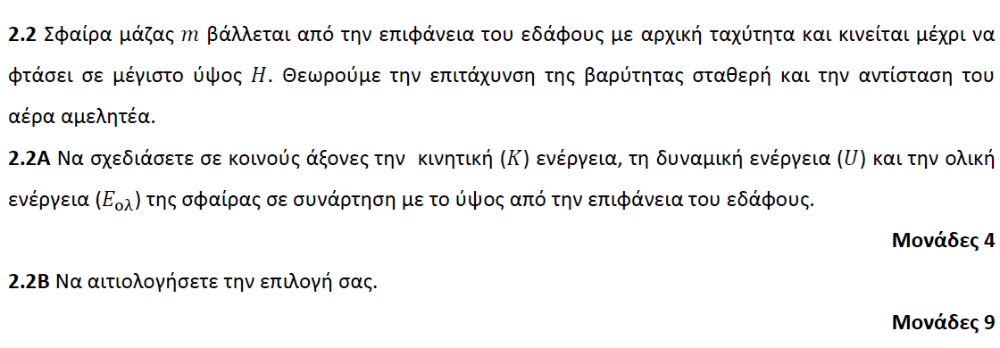 2.2 Σφαίρα μάζας m βάλλεται από την επιφάνεια του εδάφους με αρχική ταχύτητα και κινείται μέχρι να
φτάσει σε μέγιστο ύψος H. Θεωρούμε την επιτάχυνση της βαρύτητας σταθερή και την αντίσταση του
αέρα αμελητέα.
2.2Α Να σχεδιάσετε σε κοινούς άξονες την κινητική (K) ενέργεια, τη δυναμική ενέργεια (U) και την ολική
ενέργεια (Eολ) της σφαίρας σε συνάρτηση με το ύψος από την επιφάνεια του εδάφους.
Μονάδες 4
2.2Β Να αιτιολογήσετε την επιλογή σας.
Μονάδες 9